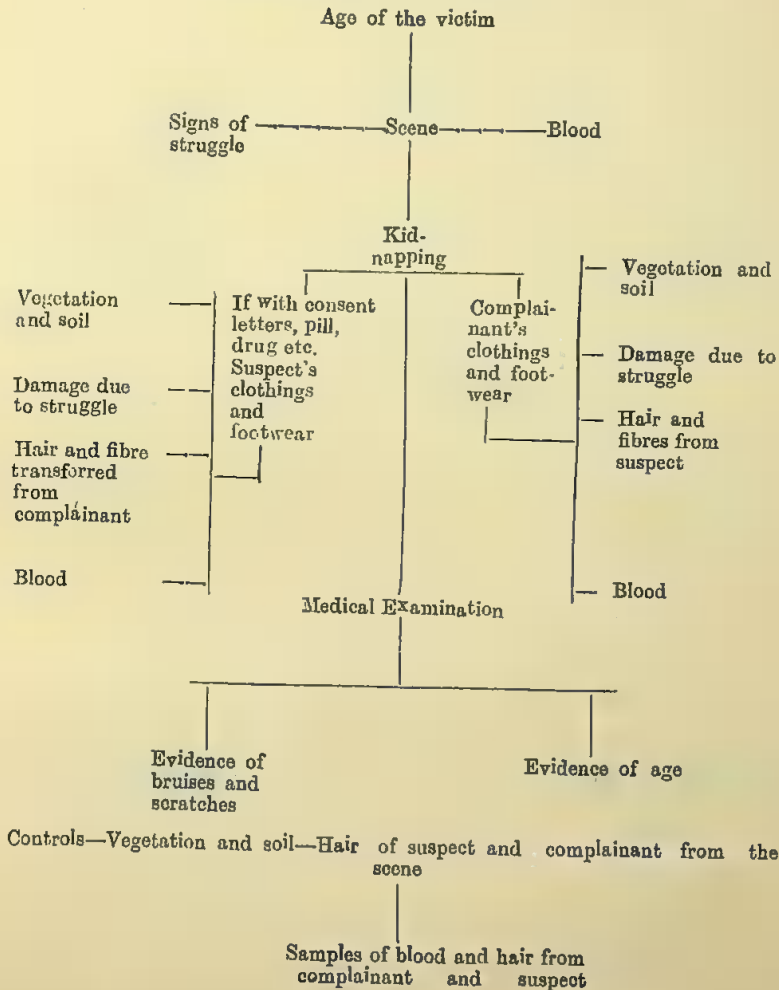 Age of the victim
Signs of
struggle
Scene
Blood
Kid-
napping
Vegetation
and soil
Damage due
to struggle
Hair and fibre
transferred
from
complainant
Blood
If with consent
letters, pill,
drug etc.
Suspect's
clothings
and
footwear
Complai-
nant's
clothings
and foot-
wear
Vegetation and
soil
Damage due to
struggle
Hair and
fibres from
suspect
Blood
Medical Examination
Evidence of
bruises and
scratches
Evidence of age
Controls—Vegetation and soil—Hair of suspect and complainant from the
scene
Samples of blood and hair from
complainant and suspect